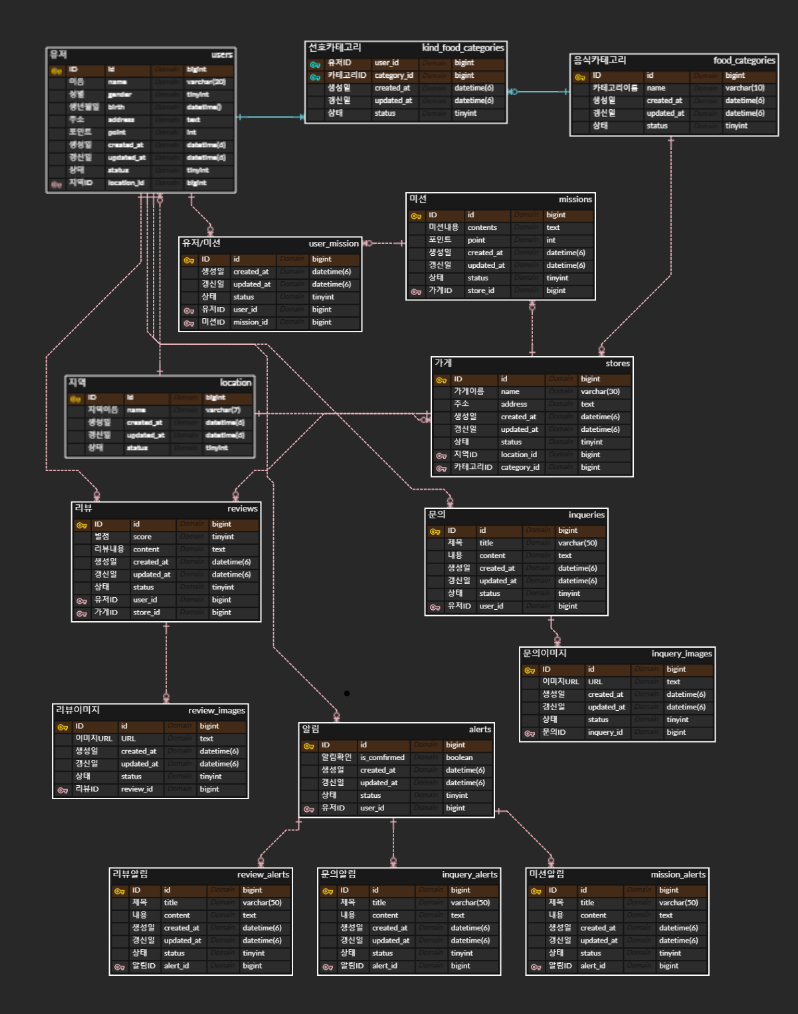 유저 users
ID id Domain bigint
이름 name Domain varchar(20)
성별 gender Domain tinyint
생년월일 birth Domain datetime()
주소 address Domain text
포인트 point Domain int
생성일 created_at Domain datetime(6)
갱신일 updated_at Domain datetime(6)
상태 status Domain tinyint
지역ID location_id Domain bigint
선호카테고리 kind_food_categories
유저ID user_id Domain bigint
카테고리ID category_id Domain bigint
생성일 created_at Domain datetime(6)
갱신일 updated_at Domain datetime(6)
상태 status Domain tinyint
음식카테고리 food_categories
ID id Domain bigint
카테고리이름 name Domain varchar(10)
생성일 created_at Domain datetime(6)
갱신일 updated_at Domain datetime(6)
상태 status Domain tinyint
미션 missions
ID id Domain bigint
미션내용 contents Domain text
포인트 point Domain int
생성일 created_at Domain datetime(6)
갱신일 updated_at Domain datetime(6)
상태 status Domain tinyint
가게ID store_id Domain bigint
유저/미션 user_mission
ID id Domain bigint
생성일 created_at Domain datetime(6)
갱신일 updated_at Domain datetime(6)
상태 status Domain tinyint
유저ID user_id Domain bigint
미션ID mission_id Domain bigint
가게 stores
ID id Domain bigint
가게이름 name Domain varchar(30)
주소 address Domain text
생성일 created_at Domain datetime(6)
갱신일 updated_at Domain datetime(6)
상태 status Domain tinyint
지역ID location_id Domain bigint
카테고리ID category_id Domain bigint
지역 location
ID id Domain bigint
지역이름 name Domain varchar(7)
생성일 created_at Domain datetime(6)
갱신일 updated_at Domain datetime(6)
상태 status Domain tinyint
리뷰 reviews
ID id Domain bigint
별점 score Domain tinyint
리뷰내용 content Domain text
생성일 created_at Domain datetime(6)
갱신일 updated_at Domain datetime(6)
상태 status Domain tinyint
유저ID user_id Domain bigint
가게ID store_id Domain bigint
문의 inqueries
ID id Domain bigint
제목 title Domain varchar(50)
내용 content Domain text
생성일 created_at Domain datetime(6)
갱신일 updated_at Domain datetime(6)
상태 status Domain tinyint
유저ID user_id Domain bigint
문의이미지 inquery_images
ID id Domain bigint
이미지URL URL Domain text
생성일 created_at Domain datetime(6)
갱신일 updated_at Domain datetime(6)
상태 status Domain tinyint
문의ID inquery_id Domain bigint
리뷰이미지 review_images
ID id Domain bigint
이미지URL URL Domain text
생성일 created_at Domain datetime(6)
갱신일 updated_at Domain datetime(6)
상태 status Domain tinyint
리뷰ID review_id Domain bigint
알림 alerts
ID id Domain bigint
알림확인 is_comfirmed Domain boolean
생성일 created_at Domain datetime(6)
갱신일 updated_at Domain datetime(6)
상태 status Domain tinyint
유저ID user_id Domain bigint
리뷰알림 review_alerts
ID id Domain bigint
제목 title Domain varchar(50)
내용 content Domain text
생성일 created_at Domain datetime(6)
갱신일 updated_at Domain datetime(6)
상태 status Domain tinyint
알림ID alert_id Domain bigint
문의알림 inquery_alerts
ID id Domain bigint
제목 title Domain varchar(50)
내용 content Domain text
생성일 created_at Domain datetime(6)
갱신일 updated_at Domain datetime(6)
상태 status Domain tinyint
알림ID alert_id Domain bigint
미션알림 mission_alerts
ID id Domain bigint
제목 title Domain varchar(50)
내용 content Domain text
생성일 created_at Domain datetime(6)
갱신일 updated_at Domain datetime(6)
상태 status Domain tinyint
알림ID alert_id Domain bigint